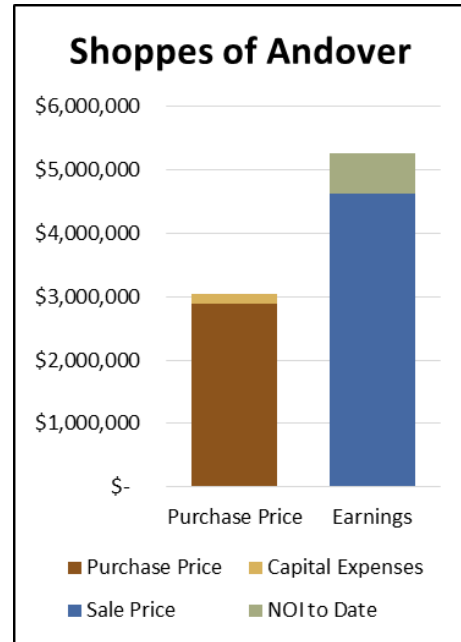 Shoppes of Andover
$6,000,000
$5,000,000
$4,000,000
$3,000,000
$2,000,000
$1,000,000
$-
Purchase Price Earnings
Purchase Price Capital Expenses
Sale Price NOI to Date